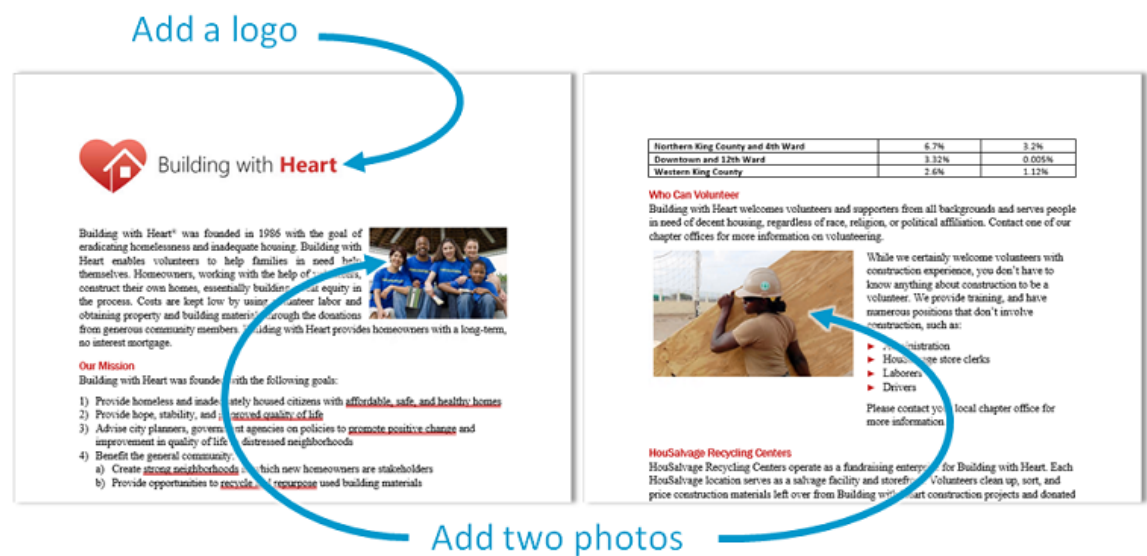 Add a logo
Building with Heart
Building with Heart® was founded in 1986 with the goal of
eradicating homelessness and inadequate housing. Building with
Heart enables volunteers to help families in need help
themselves. Homeowners, working with the help of
construct their own homes, essentially building equity in
the process. Costs are kept low by using volunteer labor and
obtaining property and building materials through the donations
from generous community members. Building with Heart provides homeowners with a long-term,
no interest mortgage.
Our Mission
Building with Heart was founded with the following goals:
1) Provide homeless and inadequately housed citizens with affordable, safe, and healthy homes
2) Provide hope, stability, and improved quality of life
3) Advise city planners, government agencies on policies to promote positive change and
improvement in quality of life in distressed neighborhoods
4) Benefit the general community:
a) Create strong neighborhoods in which new homeowners are stakeholders
b) Provide opportunities to recycle and repurpose used building materials
Northern King County and 4th Ward 6.7% 3.2%
Downtown and 12th Ward 3.32% 0.005%
Western King County 2.6% 1.12%
Who Can Volunteer
Building with Heart welcomes volunteers and supporters from all backgrounds and serves people
in need of decent housing, regardless of race, religion, or political affiliation. Contact one of our
chapter offices for more information on volunteering.
While we certainly welcome volunteers with
construction experience, you don't have to
know anything about construction to be a
volunteer. We provide training, and have
numerous positions that don't involve
construction, such as:
► Administration
► HouSalvage store clerks
► Laborers
► Drivers
Please contact your local chapter office for
more information.
HouSalvage Recycling Centers
HouSalvage Recycling Centers operate as a fundraising enterprise for Building with Heart. Each
HouSalvage location serves as a salvage facility and storefront. Volunteers clean up, sort, and
price construction materials left over from Building with Heart construction projects and donated
Add two photos